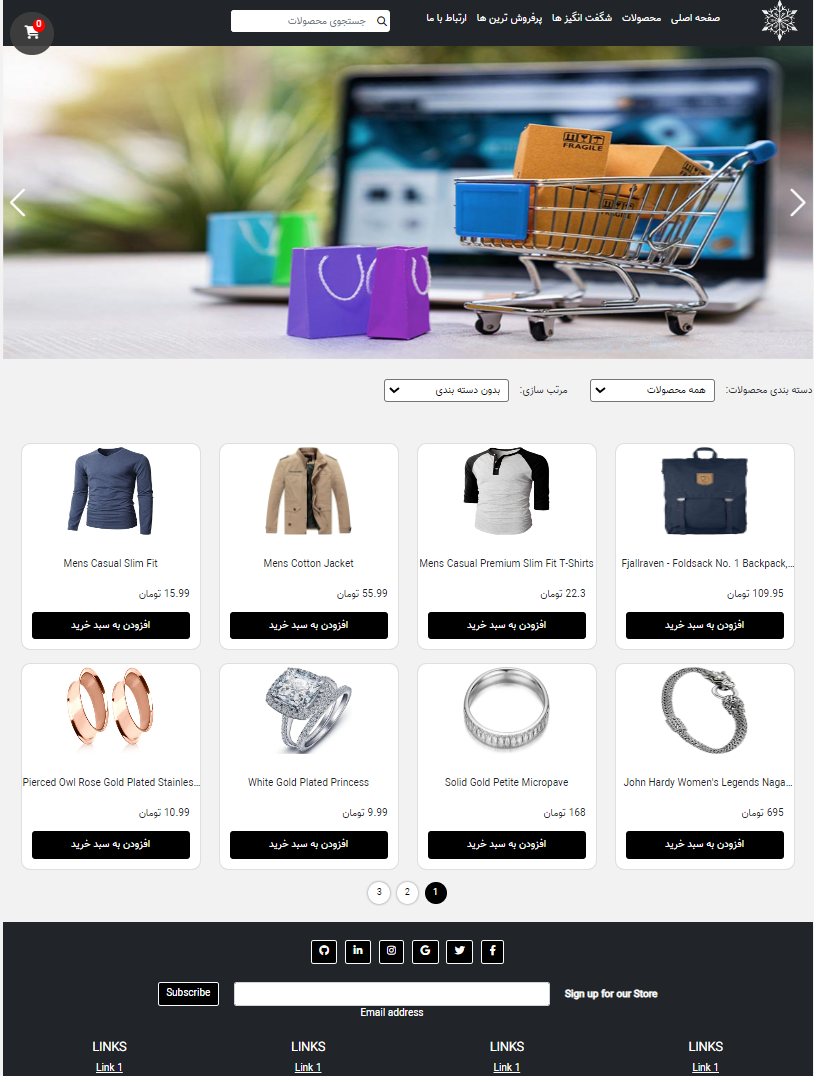 صفحه اصلی محصولات شگفت انگیز ها پرفروش ترین ها ارتباط با ما
جستجوی محصولات
0
FRAGILE
FRAGILE
دسته بندی محصولات: همه محصولات مرتب سازی: بدون دسته بندی
Fjallraven - Foldsack No. 1 Backpack,...
109.95 تومان
افزودن به سبد خرید
Mens Casual Premium Slim Fit T-Shirts
22.3 تومان
افزودن به سبد خرید
Mens Cotton Jacket
55.99 تومان
افزودن به سبد خرید
Mens Casual Slim Fit
15.99 تومان
افزودن به سبد خرید
John Hardy Women's Legends Naga...
695 تومان
افزودن به سبد خرید
Solid Gold Petite Micropave
168 تومان
افزودن به سبد خرید
White Gold Plated Princess
9.99 تومان
افزودن به سبد خرید
Pierced Owl Rose Gold Plated Stainles...
10.99 تومان
افزودن به سبد خرید
1 2 3
Sign up for our Store
Email address
Subscribe
LINKS LINKS LINKS LINKS
Link 1 Link 1 Link 1 Link 1